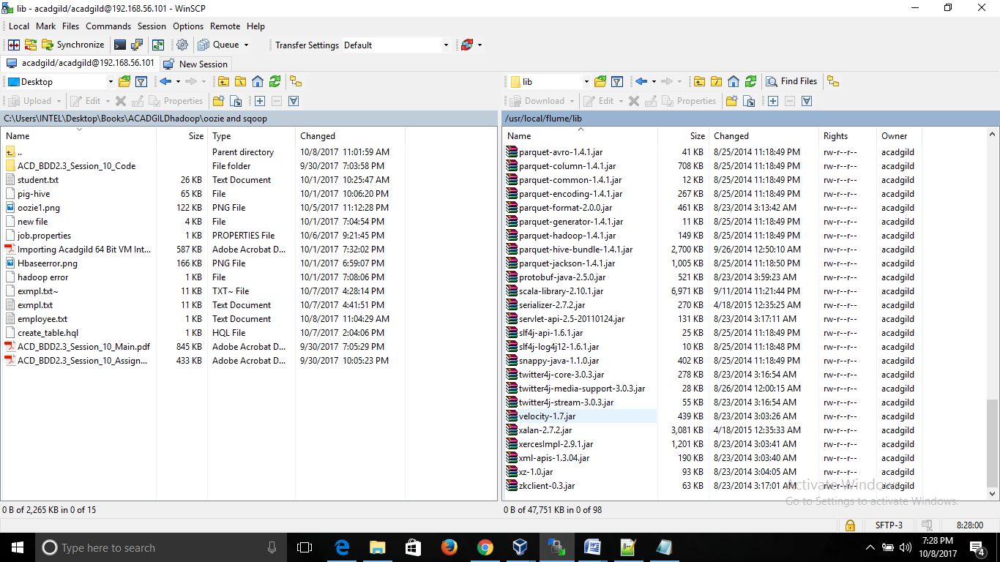 lib - acadgild/acadgild@192.168.56.101 - WinSCP
Local Mark Files Commands Session Options Remote Help
Synchronize Queue Transfer Settings Default
acadgild/acadgild@192.168.56.101 New Session
Desktop lib Find Files
Upload Edit Properties Download Edit Properties
C:\Users\INTEL\Desktop\Books\ACADGILDhadoop\oozie and sqoop
Name Size Type Changed
.. Parent directory 10/8/2017 11:01:59 AM
ACD_BDD2.3_Session_10_Code File folder 9/30/2017 7:03:58 PM
student.txt 26 KB Text Document 10/1/2017 10:25:47 AM
pig-hive 65 KB File 10/1/2017 10:06:20 PM
oozie1.png 122 KB PNG File 10/5/2017 11:12:28 PM
new file 4 KB File 10/1/2017 7:04:54 PM
job.properties 1 KB PROPERTIES File 10/6/2017 9:21:45 PM
Importing Acadgild 64 Bit VM Int... 587 KB Adobe Acrobat D... 10/1/2017 7:32:02 PM
Hbaseerror.png 166 KB PNG File 10/1/2017 6:59:07 PM
hadoop error 1 KB File 10/1/2017 7:08:06 PM
exmpl.txt~ 11 KB TXT~ File 10/7/2017 4:28:14 PM
exmpl.txt 11 KB Text Document 10/7/2017 4:41:51 PM
employee.txt 1 KB Text Document 10/8/2017 11:04:29 AM
create_table.hql 1 KB HQL File 10/7/2017 2:04:06 PM
ACD_BDD2.3_Session_10_Main.pdf 845 KB Adobe Acrobat D... 9/30/2017 7:05:29 PM
ACD_BDD2.3_Session_10_Assign... 433 KB Adobe Acrobat D... 9/30/2017 10:05:23 PM
0 B of 2,265 KB in 0 of 15
/usr/local/flume/lib
Name Size Changed Rights Owner
parquet-avro-1.4.1.jar 41 KB 8/25/2014 11:18:49 PM rw-r--r-- acadgild
parquet-column-1.4.1.jar 708 KB 8/25/2014 11:18:49 PM rw-r--r-- acadgild
parquet-common-1.4.1.jar 12 KB 8/25/2014 11:18:49 PM rw-r--r-- acadgild
parquet-encoding-1.4.1.jar 267 KB 8/25/2014 11:18:49 PM rw-r--r-- acadgild
parquet-format-2.0.0.jar 461 KB 8/23/2014 3:13:42 AM rw-r--r-- acadgild
parquet-generator-1.4.1.jar 11 KB 8/25/2014 11:18:49 PM rw-r--r-- acadgild
parquet-hadoop-1.4.1.jar 149 KB 8/25/2014 11:18:49 PM rw-r--r-- acadgild
parquet-hive-bundle-1.4.1.jar 2,700 KB 9/26/2014 12:50:10 AM rw-r--r-- acadgild
parquet-jackson-1.4.1.jar 1,005 KB 8/25/2014 11:18:50 PM rw-r--r-- acadgild
protobuf-java-2.5.0.jar 521 KB 8/23/2014 3:59:23 AM rw-r--r-- acadgild
scala-library-2.10.1.jar 6,971 KB 9/11/2014 11:21:44 PM rw-r--r-- acadgild
serializer-2.7.2.jar 270 KB 4/18/2015 12:35:25 AM rw-r--r-- acadgild
servlet-api-2.5-20110124.jar 131 KB 8/23/2014 3:17:11 AM rw-r--r-- acadgild
slf4j-api-1.6.1.jar 25 KB 8/25/2014 11:18:49 PM rw-r--r-- acadgild
slf4j-log4j12-1.6.1.jar 10 KB 8/25/2014 11:18:48 PM rw-r--r-- acadgild
snappy-java-1.1.0.jar 402 KB 8/25/2014 11:18:49 PM rw-r--r-- acadgild
twitter4j-core-3.0.3.jar 278 KB 8/23/2014 3:16:54 AM rw-r--r-- acadgild
twitter4j-media-support-3.0.3.jar 28 KB 8/26/2014 12:00:15 AM rw-r--r-- acadgild
twitter4j-stream-3.0.3.jar 55 KB 8/23/2014 3:16:54 AM rw-r--r-- acadgild
velocity-1.7.jar 439 KB 8/23/2014 3:03:26 AM rw-r--r-- acadgild
xalan-2.7.2.jar 3,081 KB 4/18/2015 12:35:33 AM rw-r--r-- acadgild
xercesImpl-2.9.1.jar 1,201 KB 8/23/2014 3:03:41 AM rw-r--r-- acadgild
xml-apis-1.3.04.jar 190 KB 8/23/2014 3:03:40 AM rw-r--r-- acadgild
xz-1.0.jar 93 KB 8/23/2014 3:04:05 AM rw-r--r-- acadgild
zkclient-0.3.jar 63 KB 8/23/2014 3:17:01 AM rw-r--r-- acadgild
Activate Windows
Go to Settings to activate Windows.
0 B of 47,751 KB in 0 of 98
SFTP-3 8:28:00
Type here to search
7:28 PM
10/8/2017
4